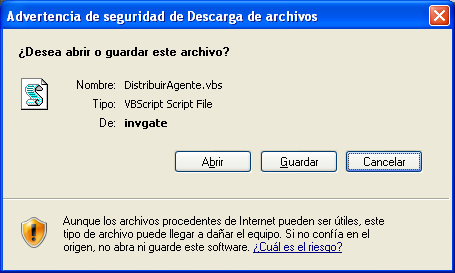 Advertencia de seguridad de Descarga de archivos
¿Desea abrir o guardar este archivo?
Nombre: DistribuirAgente.vbs
Tipo: VBScript Script File
De: invgate
Abrir Guardar Cancelar
Aunque los archivos procedentes de Internet pueden ser útiles, este
tipo de archivo puede llegar a dañar el equipo. Si no confía en el
origen, no abra ni guarde este software. ¿Cuál es el riesgo?